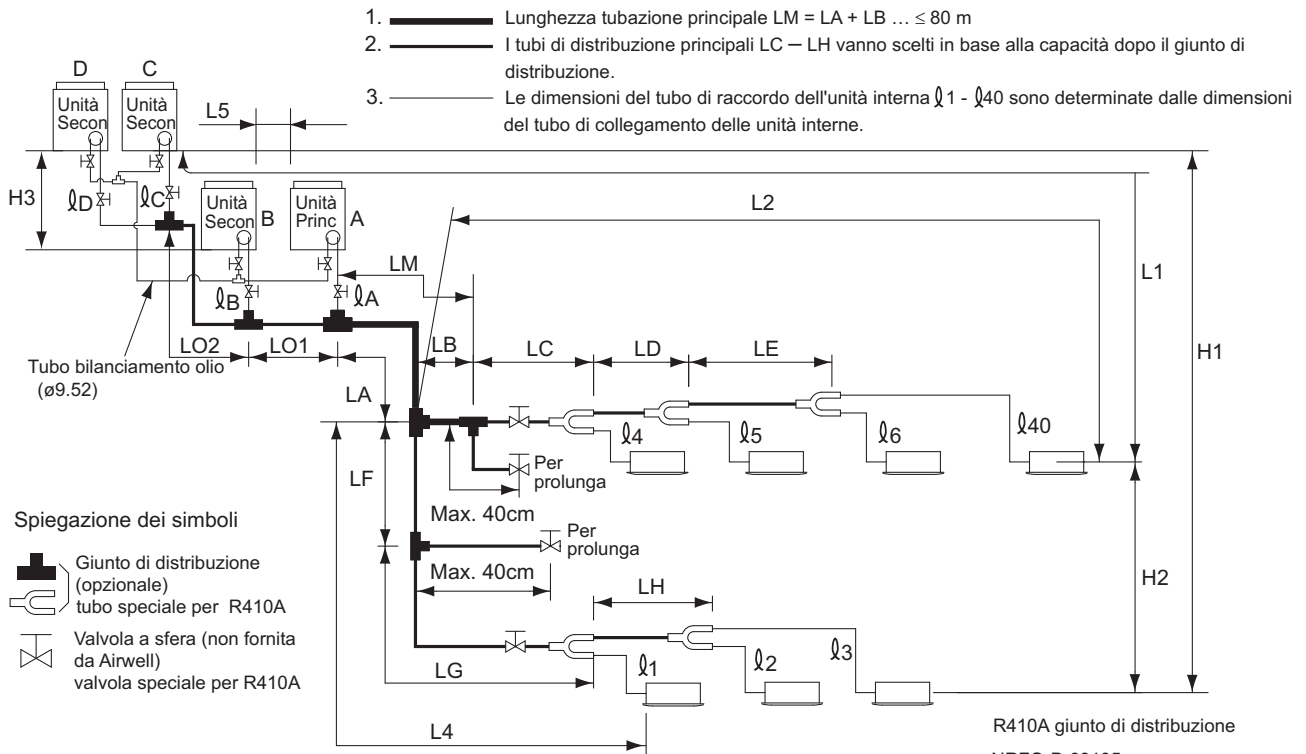 1. Lunghezza tubazione principale LM = LA + LB ... ≤ 80 m
2. I tubi di distribuzione principali LC – LH vanno scelti in base alla capacità dopo il giunto di
distribuzione.
3. Le dimensioni del tubo di raccordo dell'unità interna ℓ1 - ℓ40 sono determinate dalle dimensioni
del tubo di collegamento delle unità interne.
D
C
Unità
Secon
Unità
Secon
L5
H3
ℓD
ℓC
Unità
Secon
B
Unità
Princ
A
L2
L1
LM
ℓB
ℓA
H1
LO2
LO1
LB
LC
LD
LE
Tubo bilanciamento olio
(ø9.52)
LA
ℓ4
ℓ5
ℓ6
ℓ40
Per
prolunga
LF
Max. 40cm
Per
prolunga
Max. 40cm
H2
LH
Spiegazione dei simboli
Giunto di distribuzione
(opzionale)
tubo speciale per R410A
Valvola a sfera (non fornita
da Airwell)
valvola speciale per R410A
LG
ℓ1
ℓ2
ℓ3
L4
R410A giunto di distribuzione